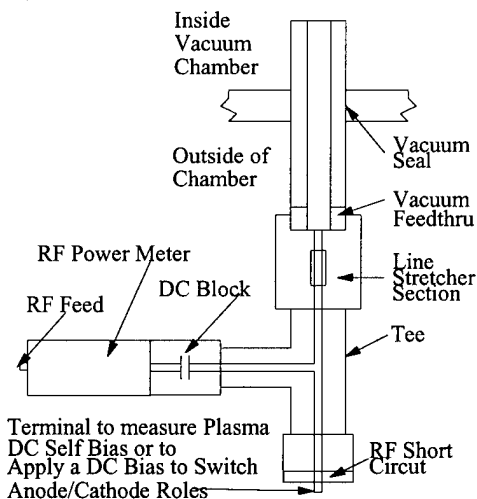 Inside
Vacuum
Chamber
Outside of
Chamber
Vacuum
Seal
Vacuum
Feedthru
RF Power Meter
DC Block
Line
Stretcher
Section
RF Feed
Tee
Terminal to measure Plasma
DC Self Bias or to
Apply a DC Bias to Switch
Anode/Cathode Roles
RF Short
Circut